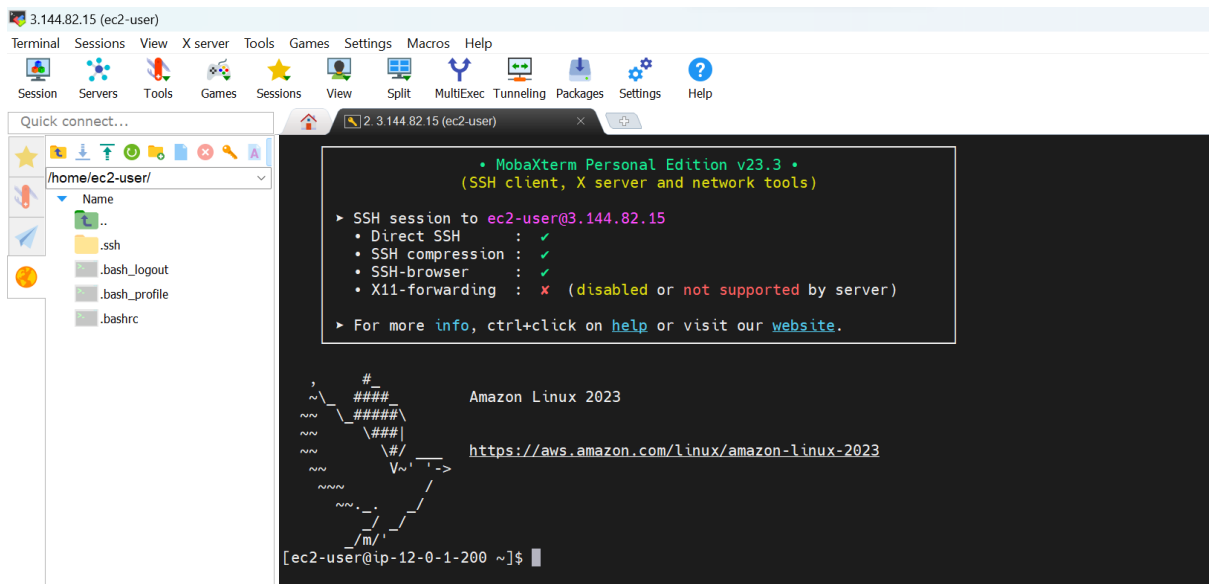 3.144.82.15 (ec2-user)
Terminal Sessions View X server Tools Games Settings Macros Help
Session Servers Tools Games Sessions View Split MultiExec Tunneling Packages Settings Help
Quick connect...
2. 3.144.82.15 (ec2-user)
/home/ec2-user/
Name
..
.ssh
.bash_logout
.bash_profile
.bashrc
• MobaXterm Personal Edition v23.3 •
(SSH client, X server and network tools)
➤ SSH session to ec2-user@3.144.82.15
• Direct SSH : ✔
• SSH compression : ✔
• SSH-browser : ✔
• X11-forwarding : ✘ (disabled or not supported by server)
➤ For more info, ctrl+click on help or visit our website.
   ,     #_
   ~\_  ####_        Amazon Linux 2023
  ~~  \_#####\
  ~~     \###|
  ~~       \#/ ___   https://aws.amazon.com/linux/amazon-linux-2023
   ~~       V~' '->
    ~~~         /
      ~~._.   _/
         _/ _/
       _/m/'
[ec2-user@ip-12-0-1-200 ~]$